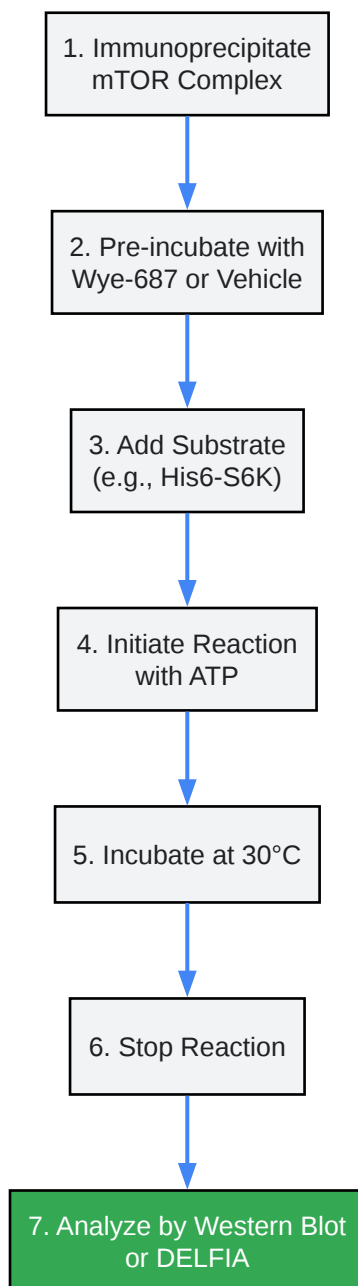 1. Immunoprecipitate
mTOR Complex
2. Pre-incubate with
Wye-687 or Vehicle
3. Add Substrate
(e.g., His6-S6K)
4. Initiate Reaction
with ATP
5. Incubate at 30°C
6. Stop Reaction
7. Analyze by Western Blot
or DELFIA